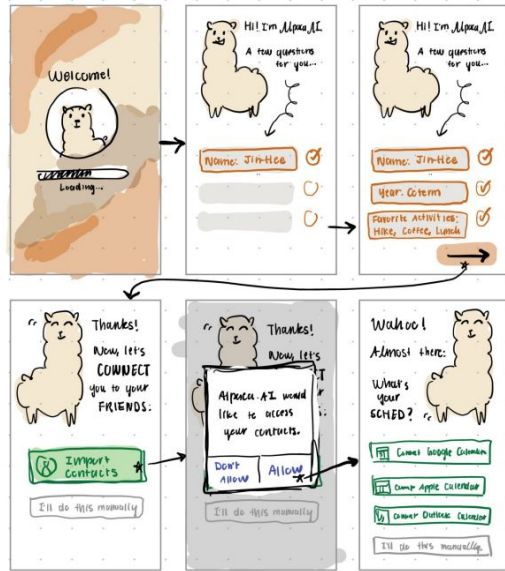 Welcome!
Loading...
Hi! I'm Alpaca AI.
A few questions
for you...
Name: Jin-Hee
Hi! I'm Alpaca AI.
A few questions
for you...
Name: Jin-Hee
Year: Coterm
Favorite Activities:
Hike, Coffee, Lunch
Thanks!
Now, let's
CONNECT
you to your
FRIENDS:
Import
Contacts
I'll do this manually
Thanks!
Now, let's
Alpaca.AI would
like to access
your contacts.
Don't
Allow
Allow
I'll do this manually
Wahoo!
Almost there:
What's
your
SCHED?
Connect Google Calendar
Connect Apple Calendar
Connect Outlook Calendar
I'll do this manually